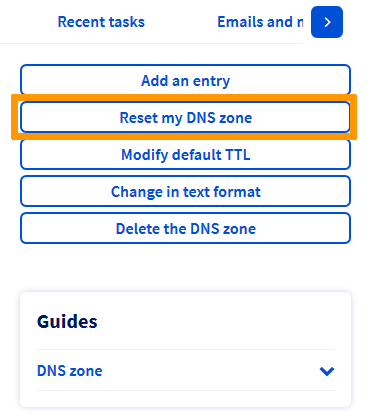 Recent tasks
Emails and
Add an entry
Reset my DNS zone
Modify default TTL
Change in text format
Delete the DNS zone
Guides
DNS zone